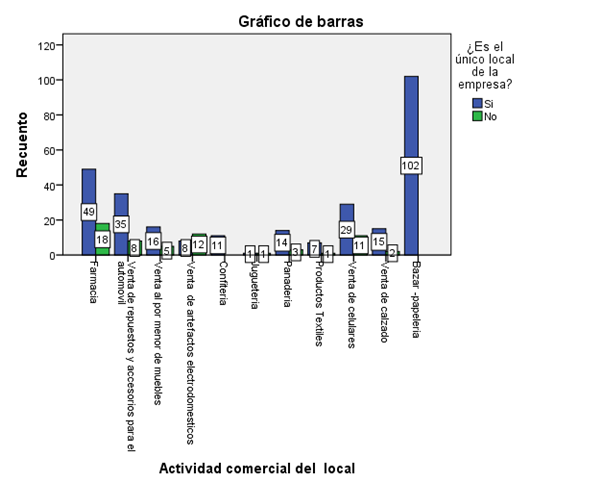 Gráfico de barras
¿Es el
único local
de la
empresa?
Si
No
Recuento
120
100
80
60
40
20
0
49
18
35
8
16
5
8
12
11
1
1
14
3
7
1
29
11
15
2
102
Farmacia
Venta de repuestos y accesorios para el
automovil
Venta al por menor de muebles
Venta de artefactos electrodomesticos
Confiteria
Jugueteria
Panaderia
Productos Textiles
Venta de celulares
Venta de calzado
Bazar -papeleria
Actividad comercial del local